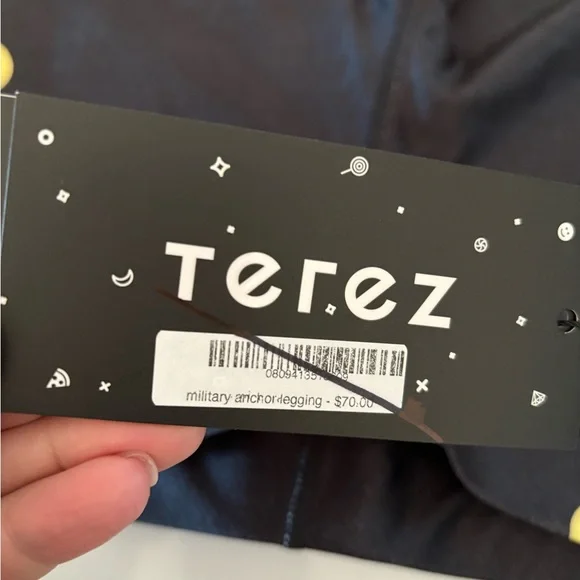 Terez
military anchor legging - $70.00